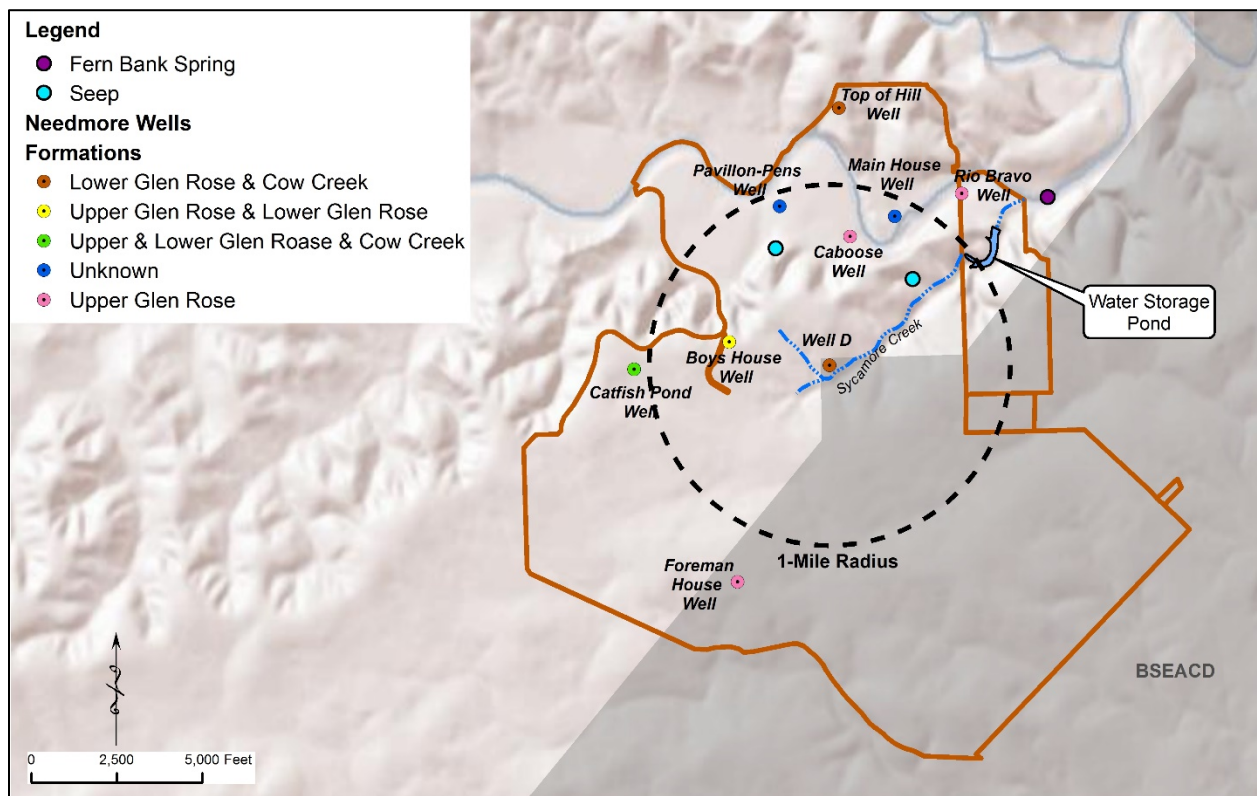 Legend
Fern Bank Spring
Seep
Needmore Wells
Formations
Lower Glen Rose & Cow Creek
Upper Glen Rose & Lower Glen Rose
Upper & Lower Glen Roase & Cow Creek
Unknown
Upper Glen Rose
Top of Hill
Well
Pavillon-Pens
Well
Main House
Well
Rio Bravo
Well
Caboose
Well
Water Storage
Pond
Boys House
Well
Well D
Sycamore Creek
Catfish Pond
Well
1-Mile Radius
Foreman
House
Well
BSEACD
0 2,500 5,000 Feet